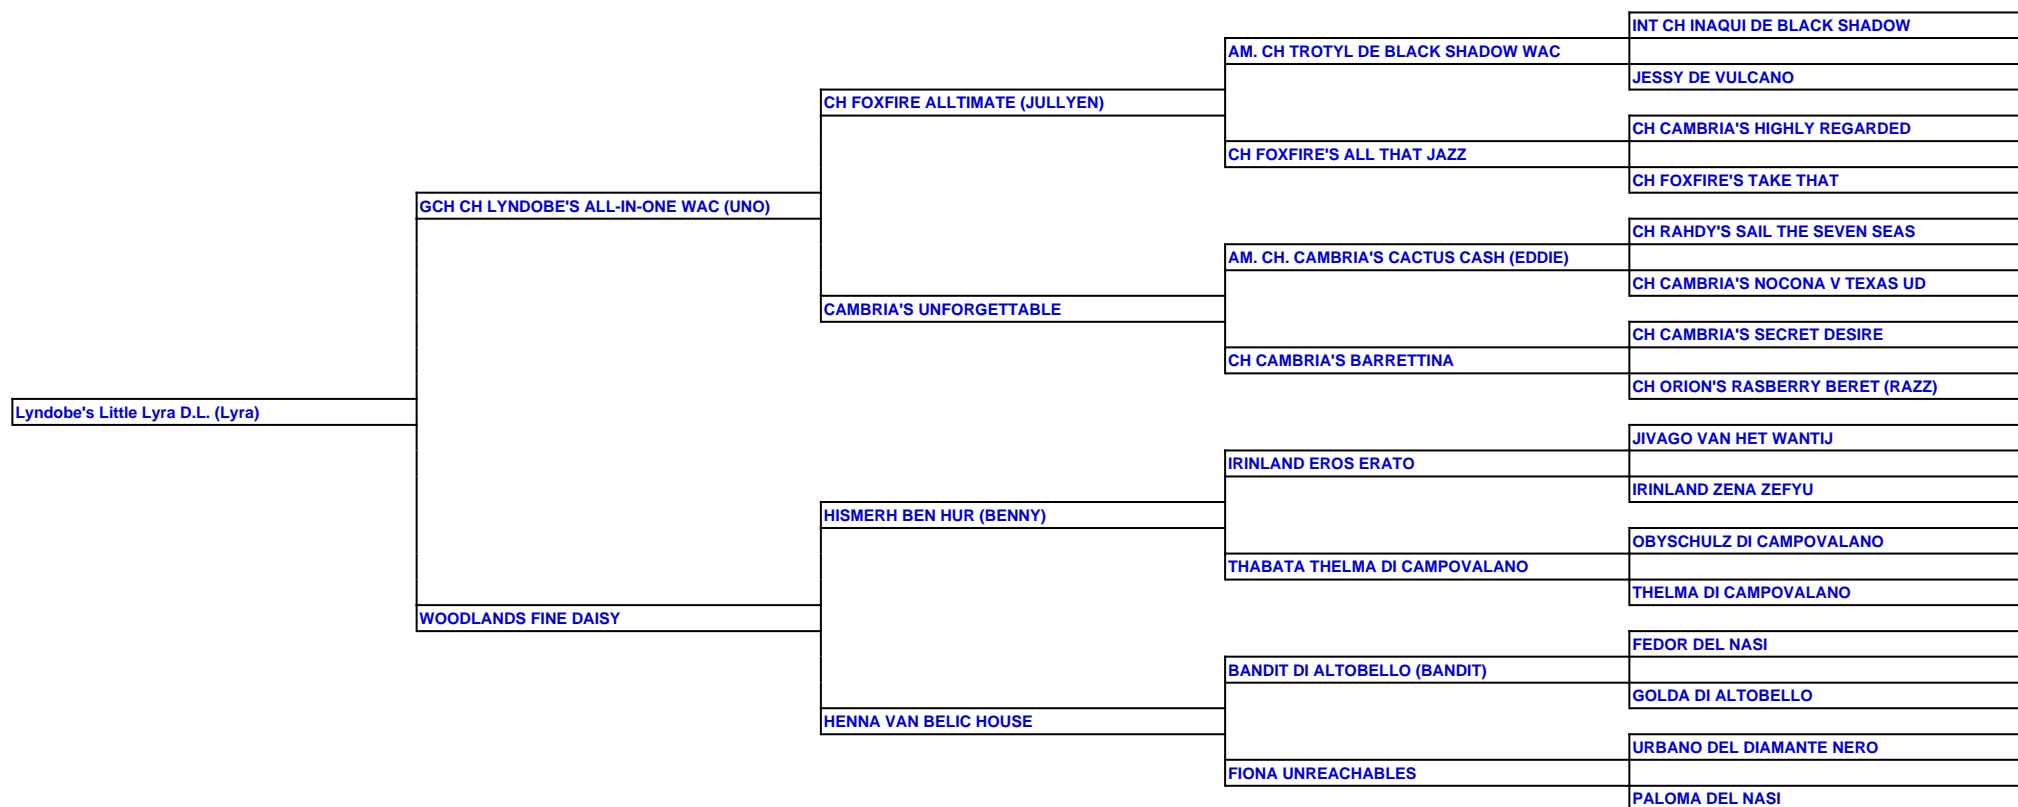 INT CH INAQUI DE BLACK SHADOW
AM. CH TROTYL DE BLACK SHADOW WAC
JESSY DE VULCANO
CH FOXFIRE ALLTIMATE (JULLYEN)
CH CAMBRIA'S HIGHLY REGARDED
CH FOXFIRE'S ALL THAT JAZZ
CH FOXFIRE'S TAKE THAT
GCH CH LYNDOBE'S ALL-IN-ONE WAC (UNO)
CH RAHDY'S SAIL THE SEVEN SEAS
AM. CH. CAMBRIA'S CACTUS CASH (EDDIE)
CH CAMBRIA'S NOCONA V TEXAS UD
CAMBRIA'S UNFORGETTABLE
CH CAMBRIA'S SECRET DESIRE
CH CAMBRIA'S BARRETTINA
CH ORION'S RASBERRY BERET (RAZZ)
Lyndobe's Little Lyra D.L. (Lyra)
JIVAGO VAN HET WANTIJ
IRINLAND EROS ERATO
IRINLAND ZENA ZEFYU
HISMERH BEN HUR (BENNY)
OBYSCHULZ DI CAMPOVALANO
THABATA THELMA DI CAMPOVALANO
THELMA DI CAMPOVALANO
WOODLANDS FINE DAISY
FEDOR DEL NASI
BANDIT DI ALTOBELLO (BANDIT)
GOLDA DI ALTOBELLO
HENNA VAN BELIC HOUSE
URBANO DEL DIAMANTE NERO
FIONA UNREACHABLES
PALOMA DEL NASI